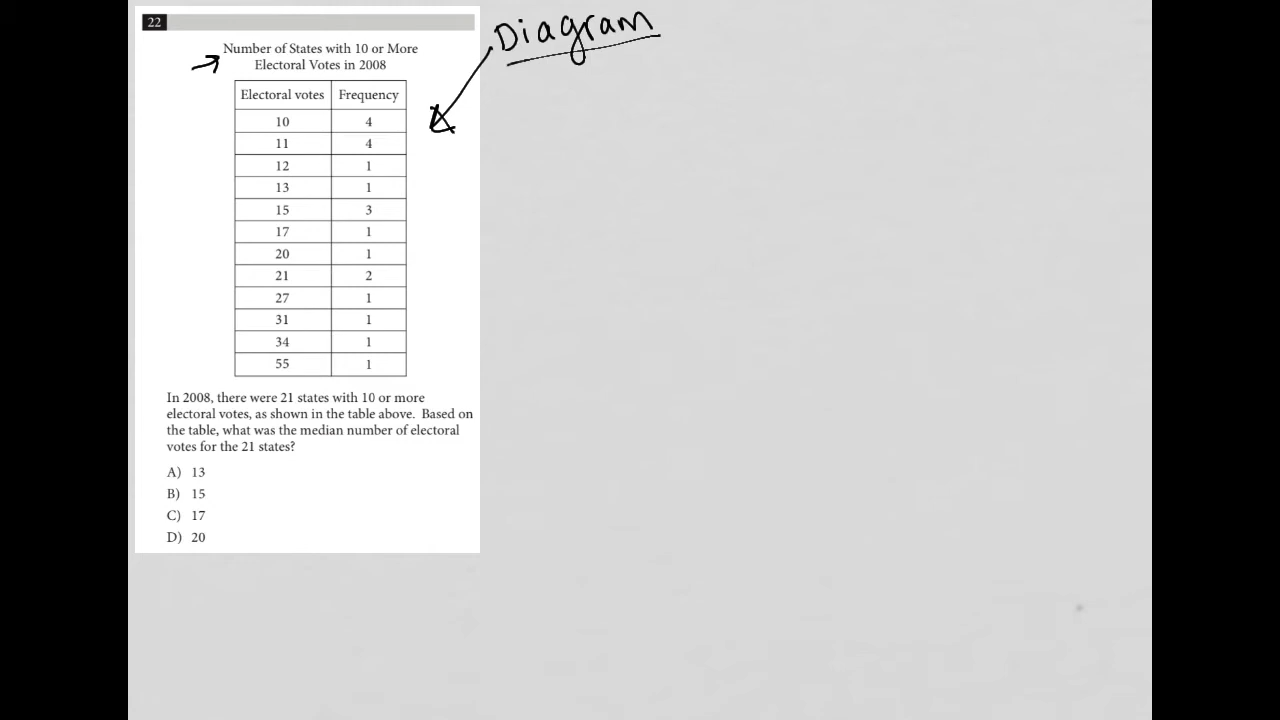 22
Diagram
Number of States with 10 or More
Electoral Votes in 2008
Electoral votes Frequency
10 4
11 4
12 1
13 1
15 3
17 1
20 1
21 2
27 1
31 1
34 1
55 1
In 2008, there were 21 states with 10 or more
electoral votes, as shown in the table above. Based on
the table, what was the median number of electoral
votes for the 21 states?
A) 13
B) 15
C) 17
D) 20